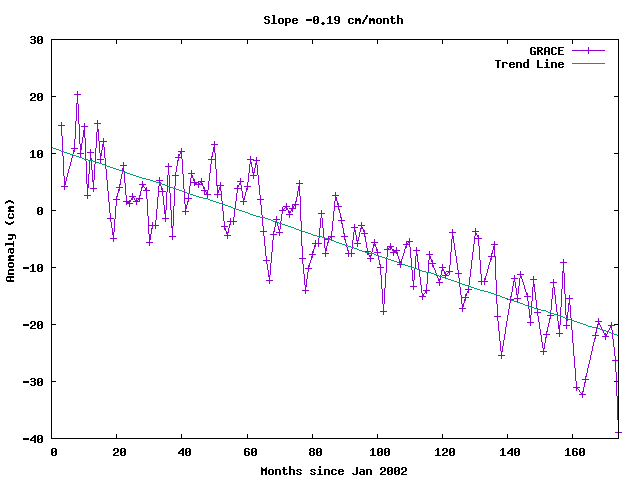 Slope -0.19 cm/month
GRACE
Trend Line
30
20
10
0
-10
-20
-30
-40
Anomaly (cm)
0 20 40 60 80 100 120 140 160
Months since Jan 2002